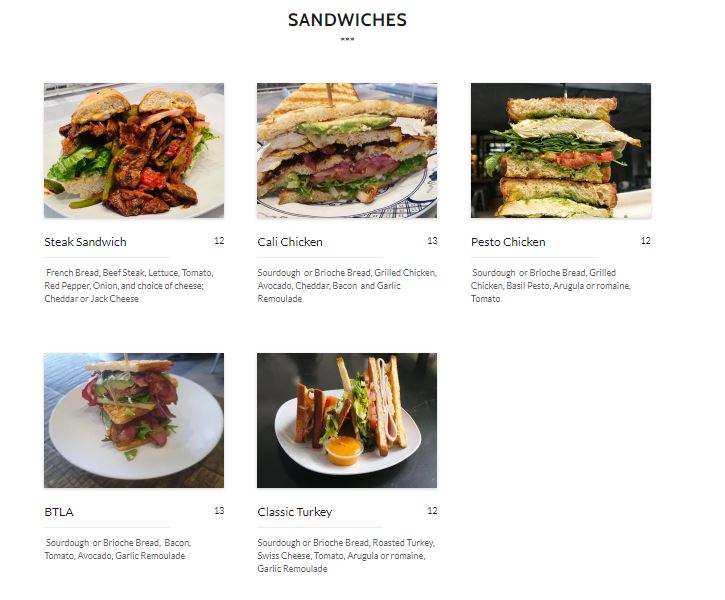 SANDWICHES
***
Steak Sandwich 12
French Bread, Beef Steak, Lettuce, Tomato,
Red Pepper, Onion, and choice of cheese;
Cheddar or Jack Cheese
Cali Chicken 13
Sourdough or Brioche Bread, Grilled Chicken,
Avocado, Cheddar, Bacon and Garlic
Remoulade
Pesto Chicken 12
Sourdough or Brioche Bread, Grilled
Chicken, Basil Pesto, Arugula or romaine,
Tomato
BTLA 13
Sourdough or Brioche Bread, Bacon,
Tomato, Avocado, Garlic Remoulade
Classic Turkey 12
Sourdough or Brioche Bread, Roasted Turkey,
Swiss Cheese, Tomato, Arugula or romaine,
Garlic Remoulade